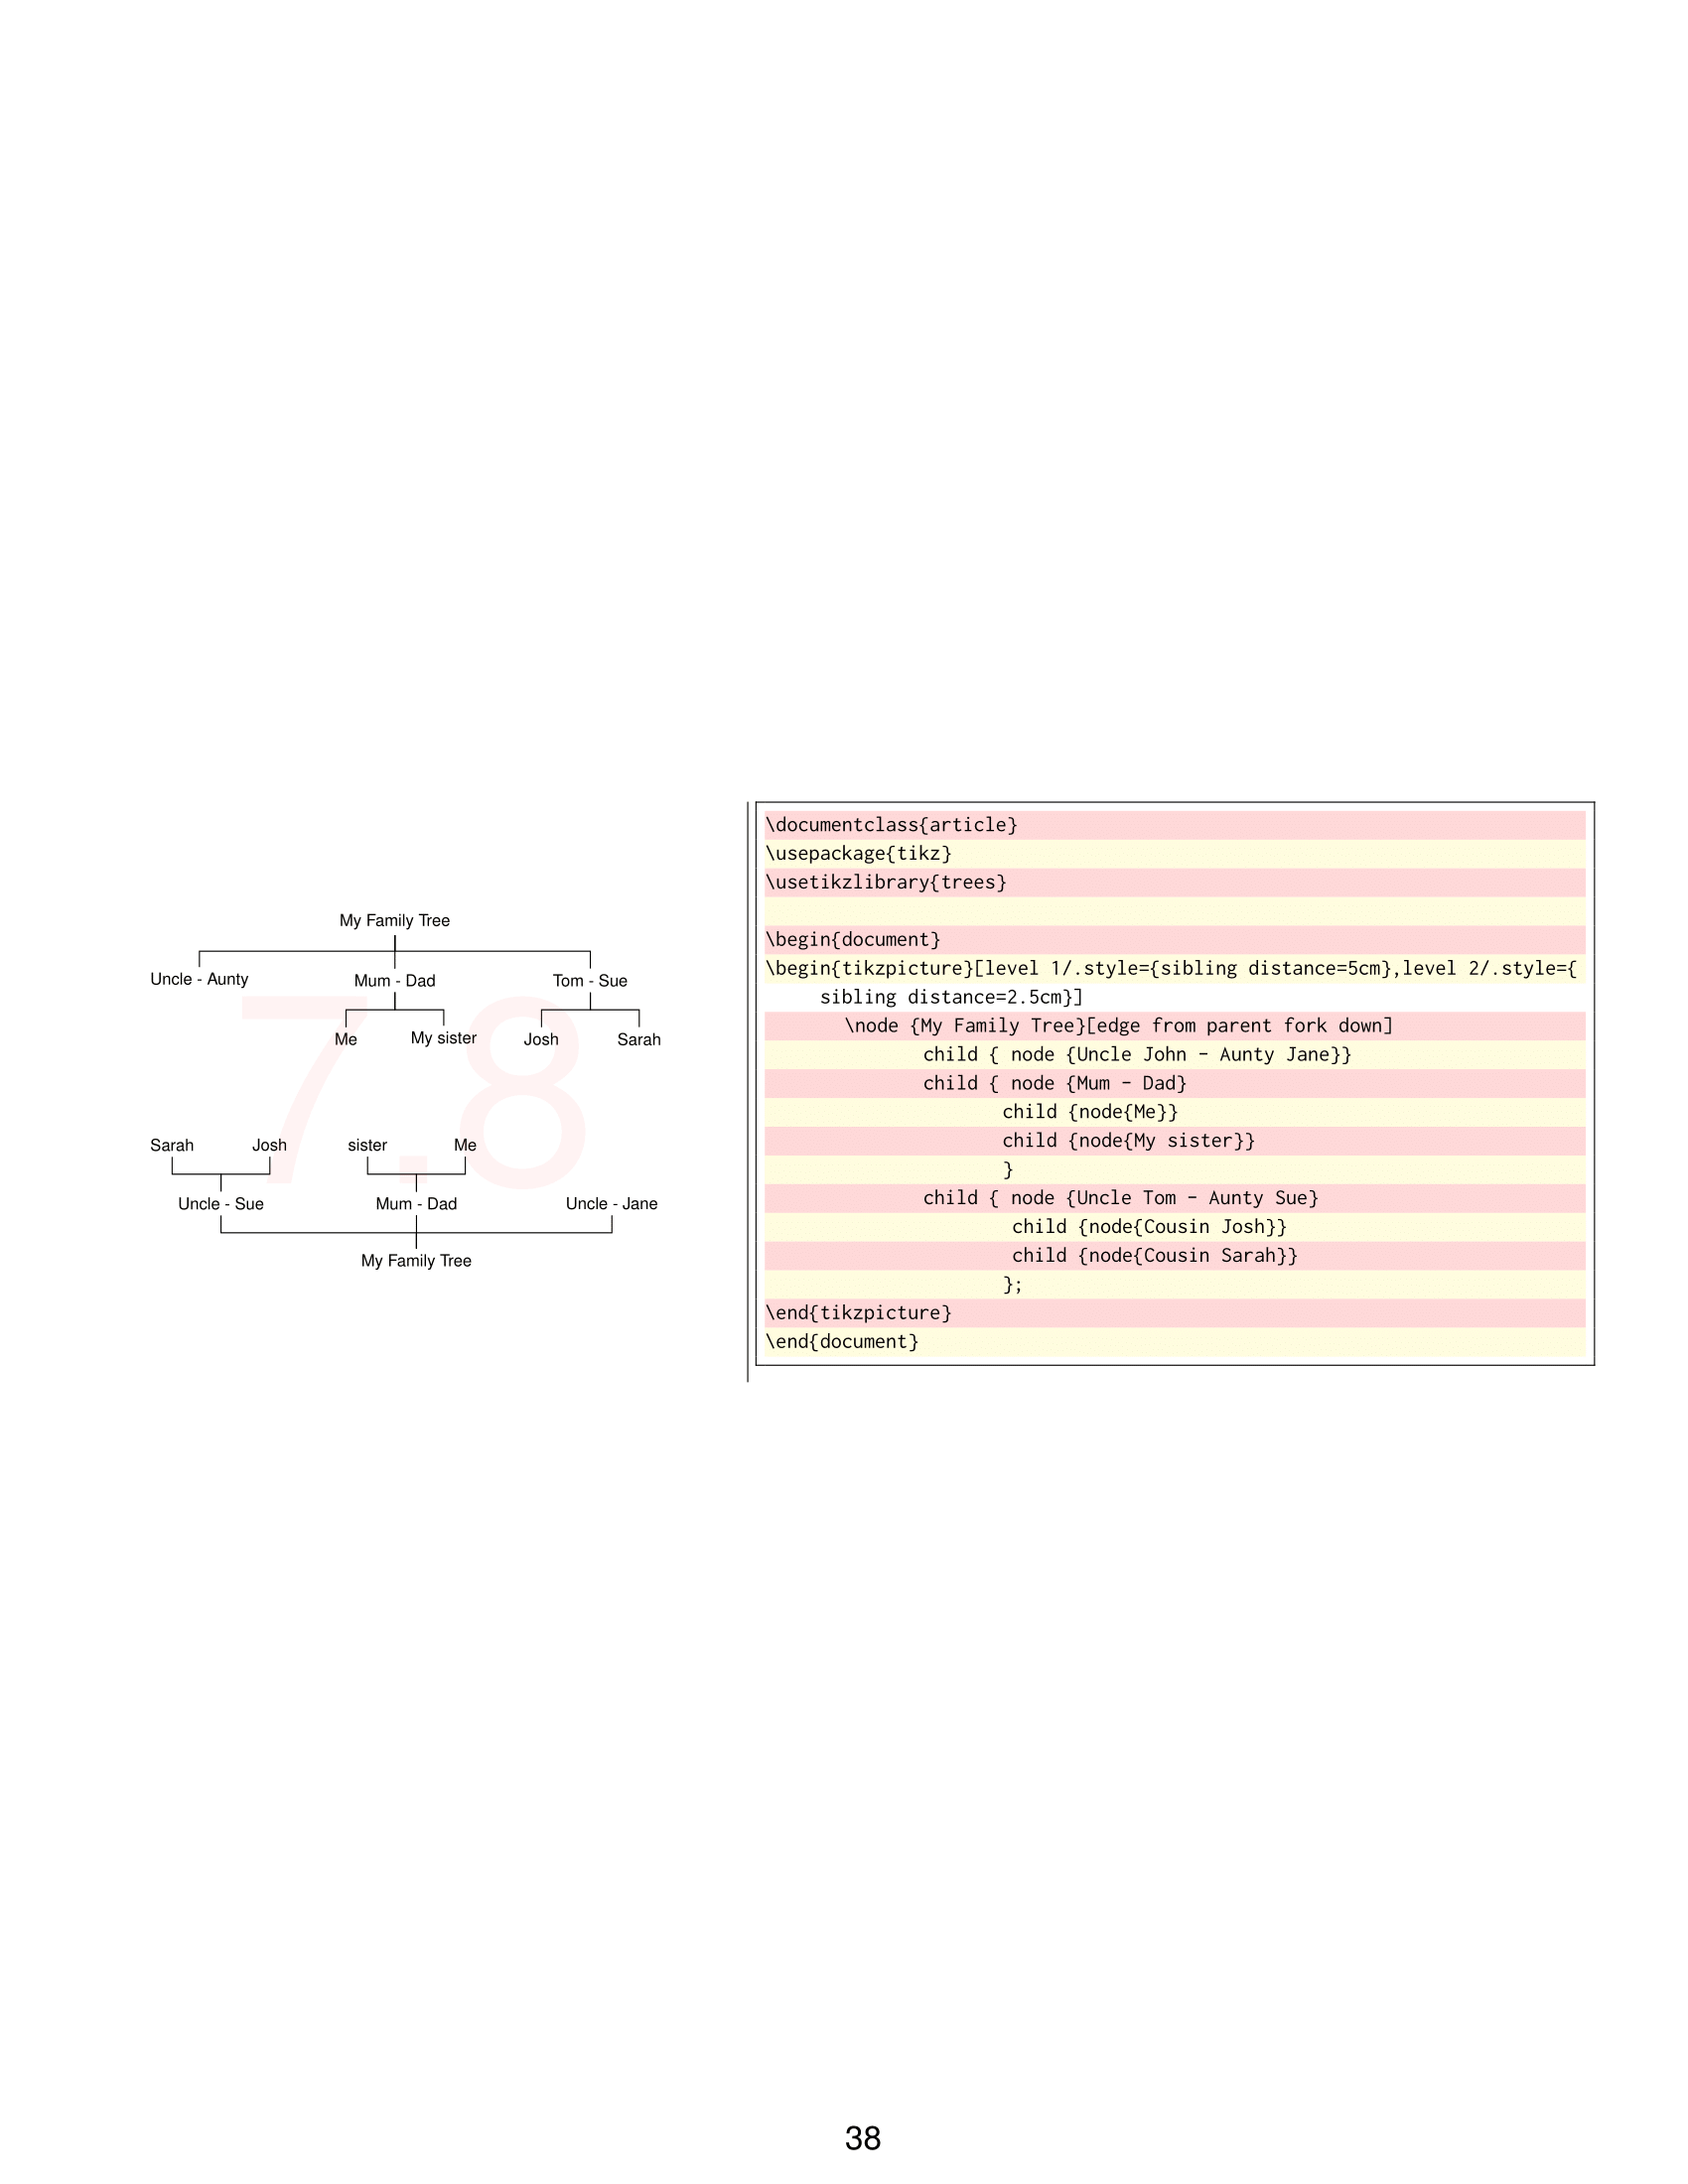 My Family Tree
Uncle - Aunty Mum - Dad Tom - Sue
Me My sister Josh Sarah
7.8
Sarah Josh sister Me
Uncle - Sue Mum - Dad Uncle - Jane
My Family Tree
\documentclass{article}
\usepackage{tikz}
\usetikzlibrary{trees}
\begin{document}
\begin{tikzpicture}[level 1/.style={sibling distance=5cm},level 2/.style={
sibling distance=2.5cm}]
\node {My Family Tree}[edge from parent fork down]
child { node {Uncle John - Aunty Jane}}
child { node {Mum - Dad}
child {node{Me}}
child {node{My sister}}
}
child { node {Uncle Tom - Aunty Sue}
child {node{Cousin Josh}}
child {node{Cousin Sarah}}
};
\end{tikzpicture}
\end{document}
38